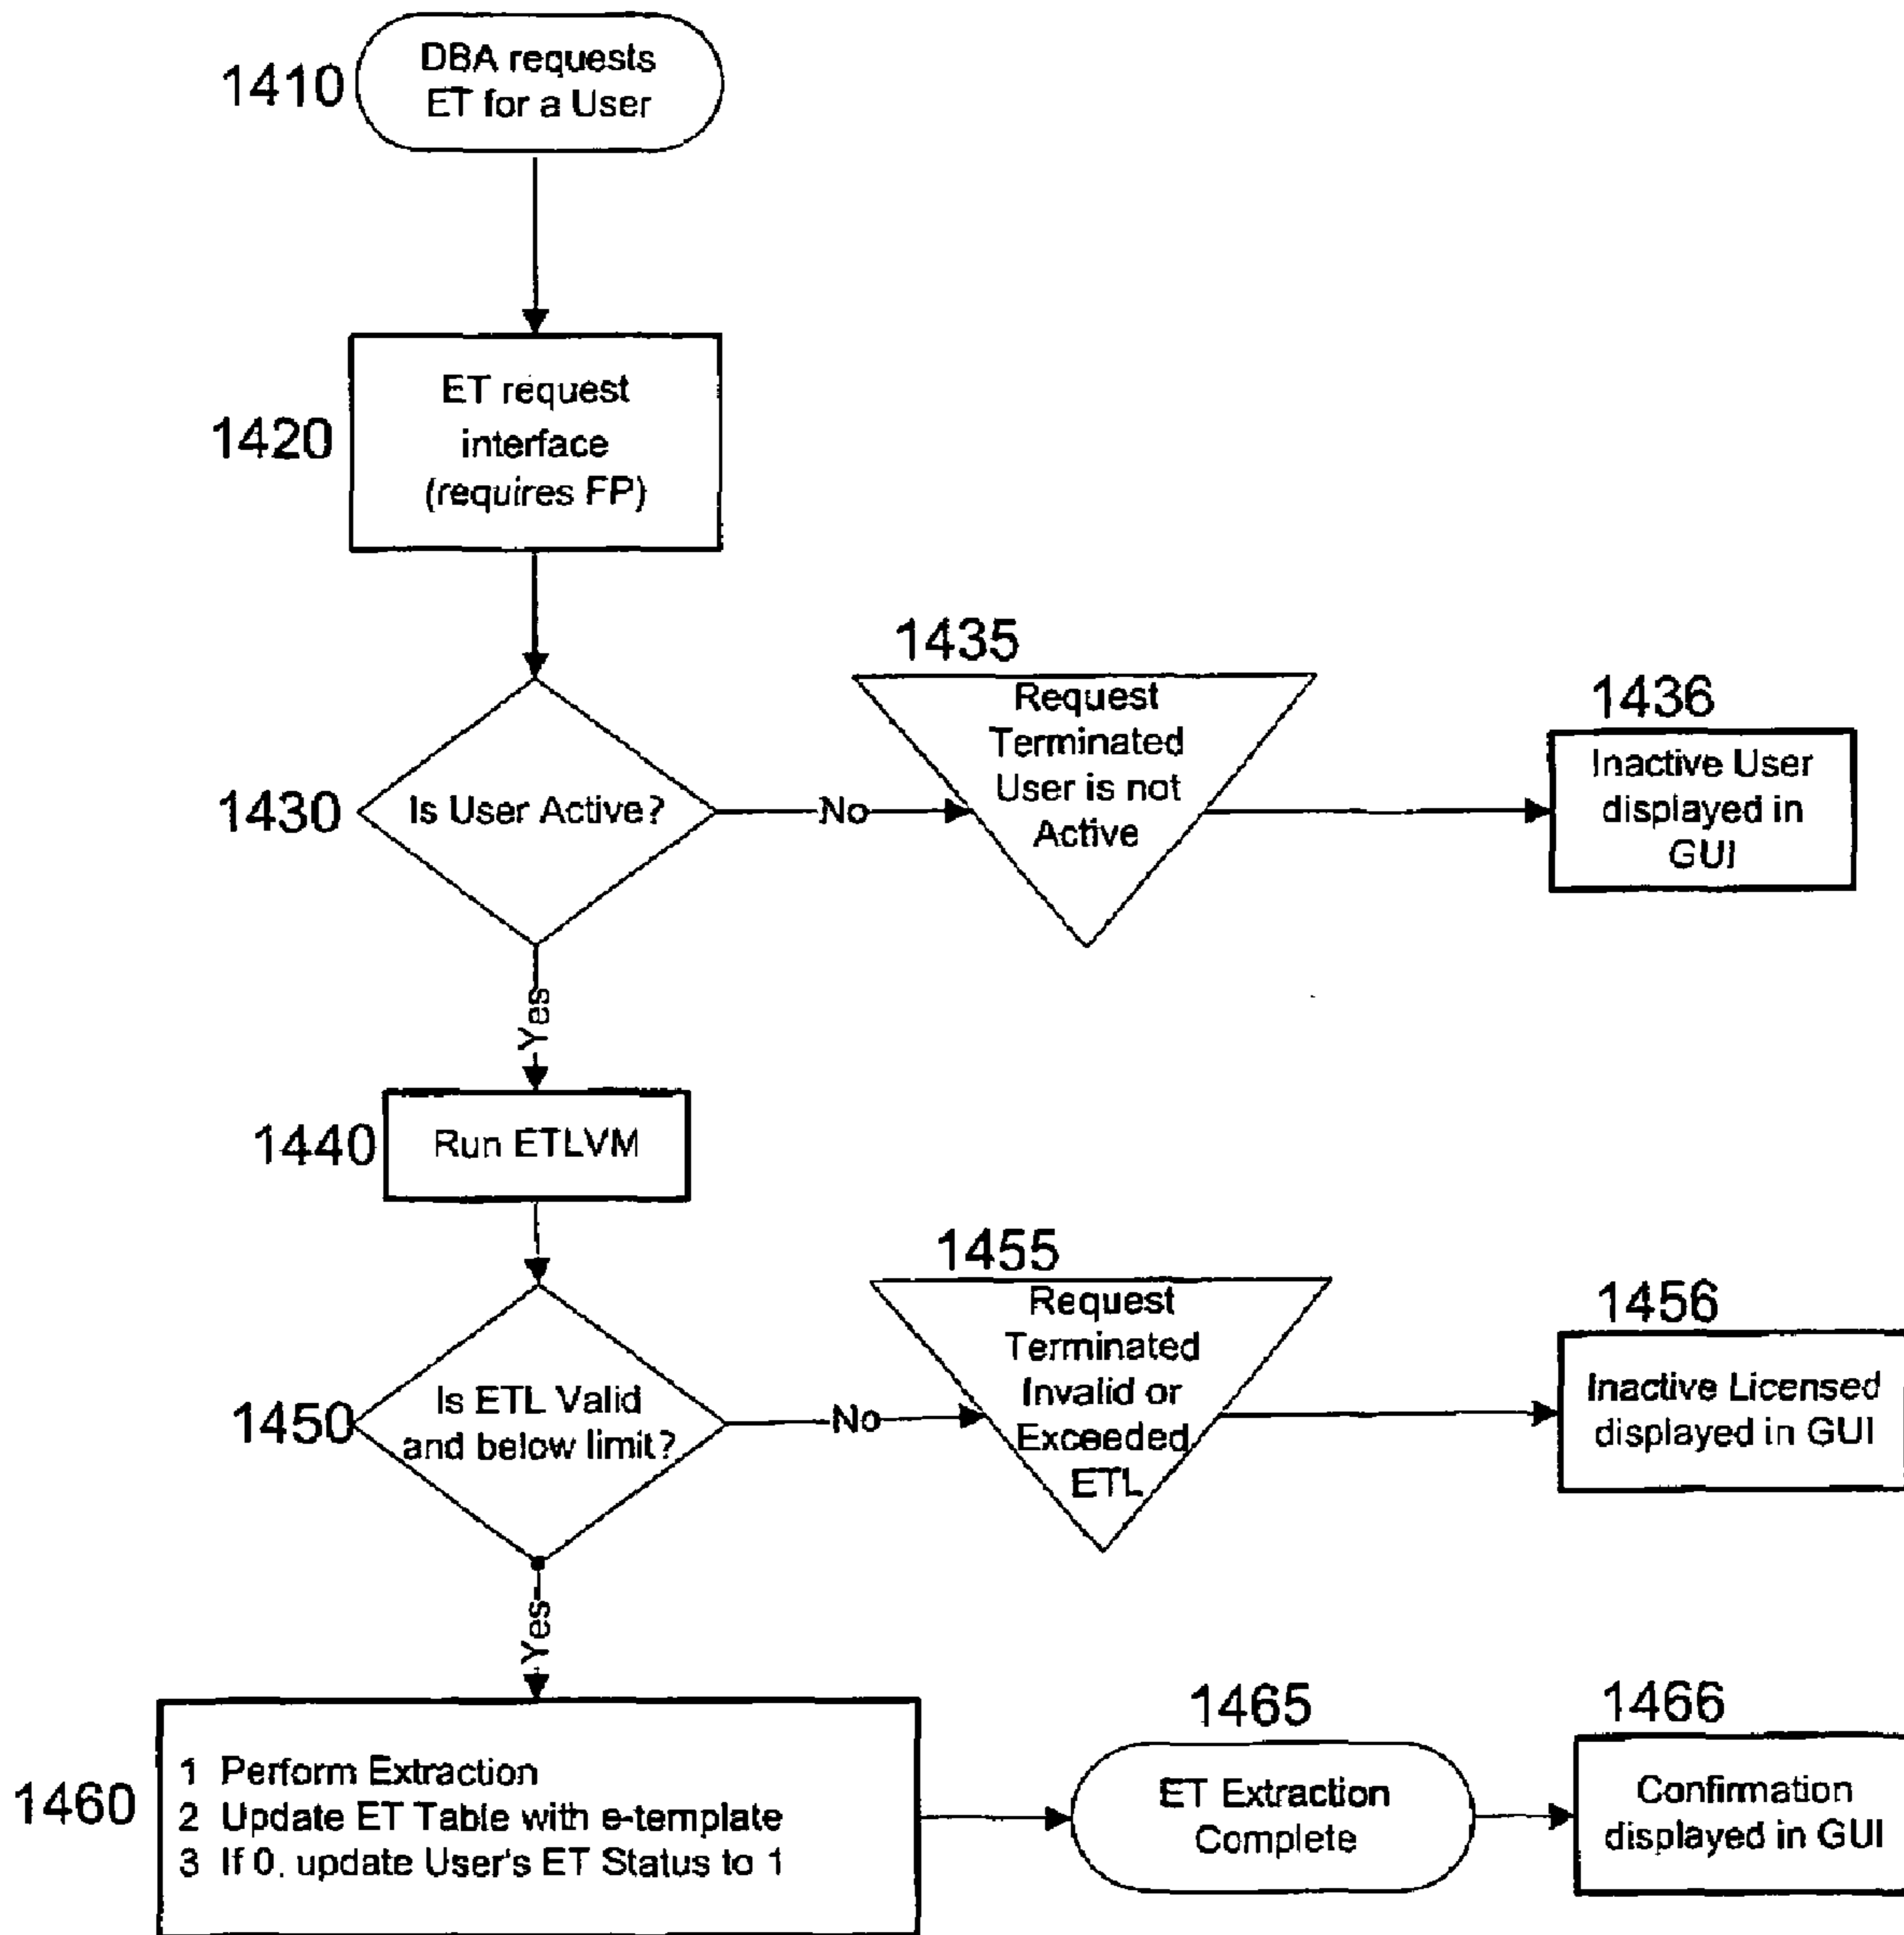 1410
DBA requests
ET for a User
1420
ET request
interface
(requires FP)
1430
Is User Active?
No
1435
Request
Terminated
User is not
Active
1436
Inactive User
displayed in
GUI
Yes
1440
Run ETLVM
1450
Is ETL Valid
and below limit?
No
1455
Request
Terminated
Invalid or
Exceeded
ETL
1456
Inactive Licensed
displayed in GUI
Yes
1460
1 Perform Extraction
2 Update ET Table with e-template
3 If 0, update User's ET Status to 1
1465
ET Extraction
Complete
1466
Confirmation
displayed in GUI